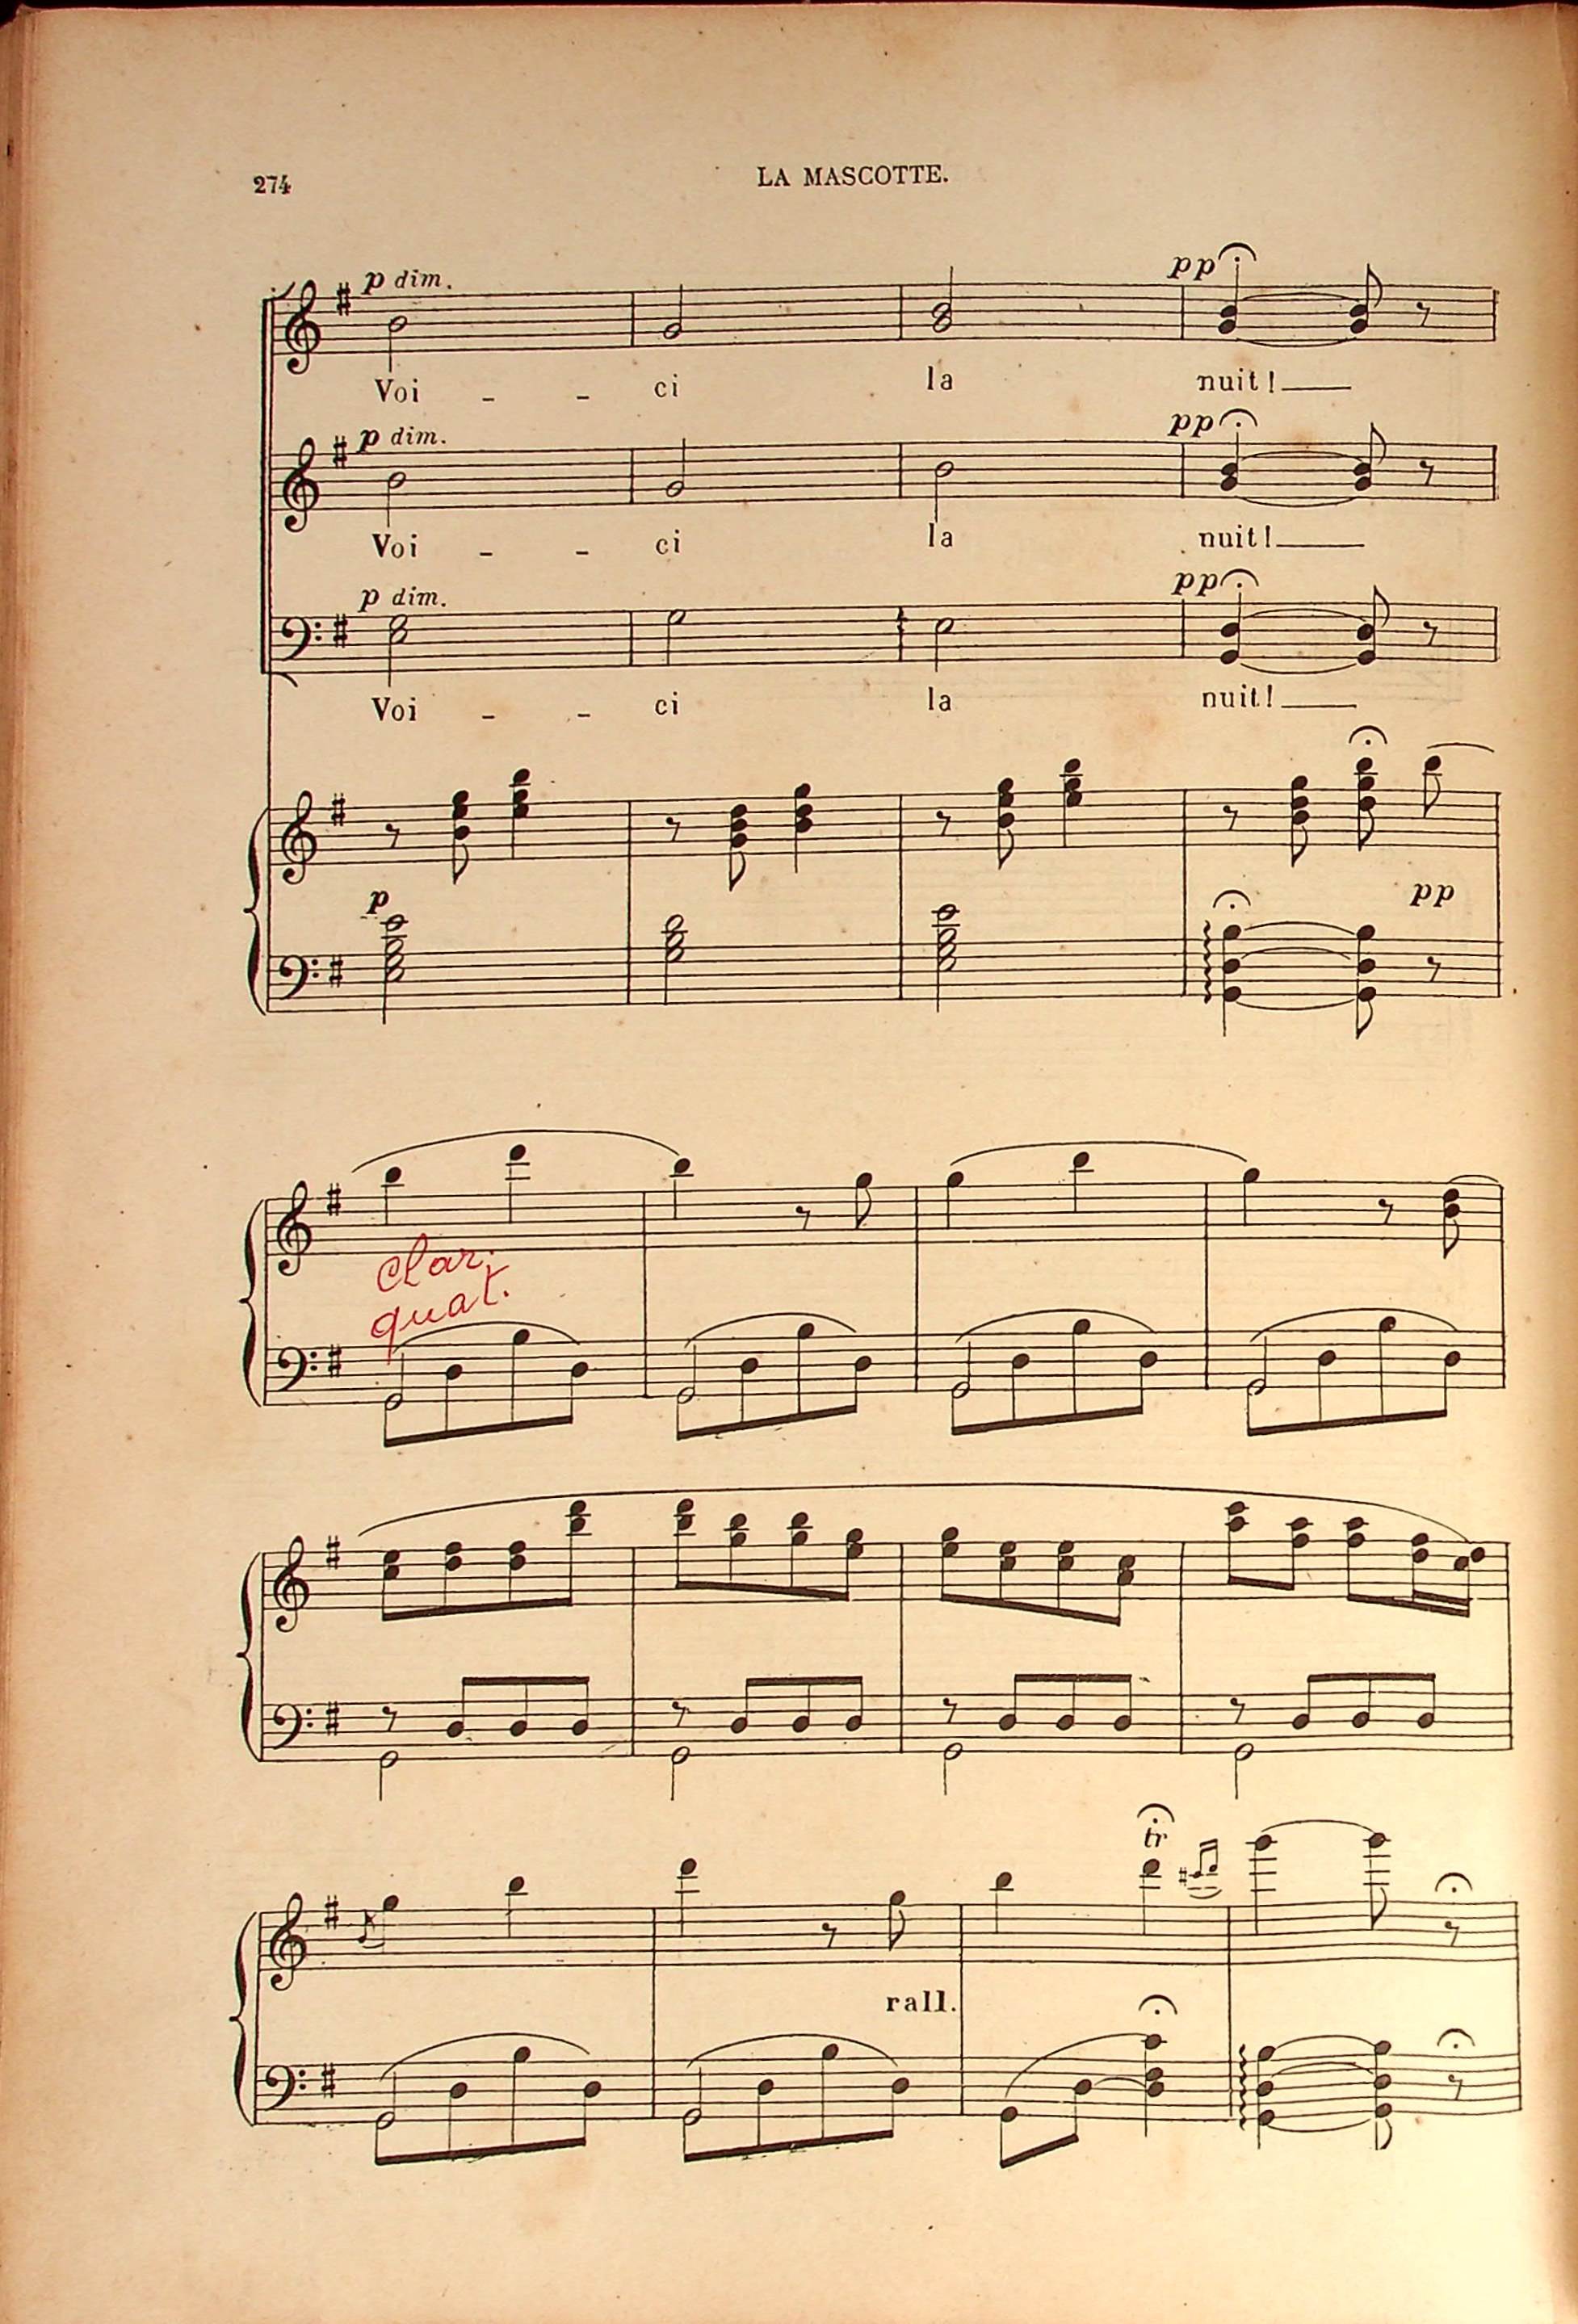 274 LA MASCOTTE.
p dim. pp
Voi - - ci la nuit!
p dim. pp
Voi - - ci la nuit!
p dim. pp
Voi - - ci la nuit!
p pp
Clar.
quat.
tr
rall.